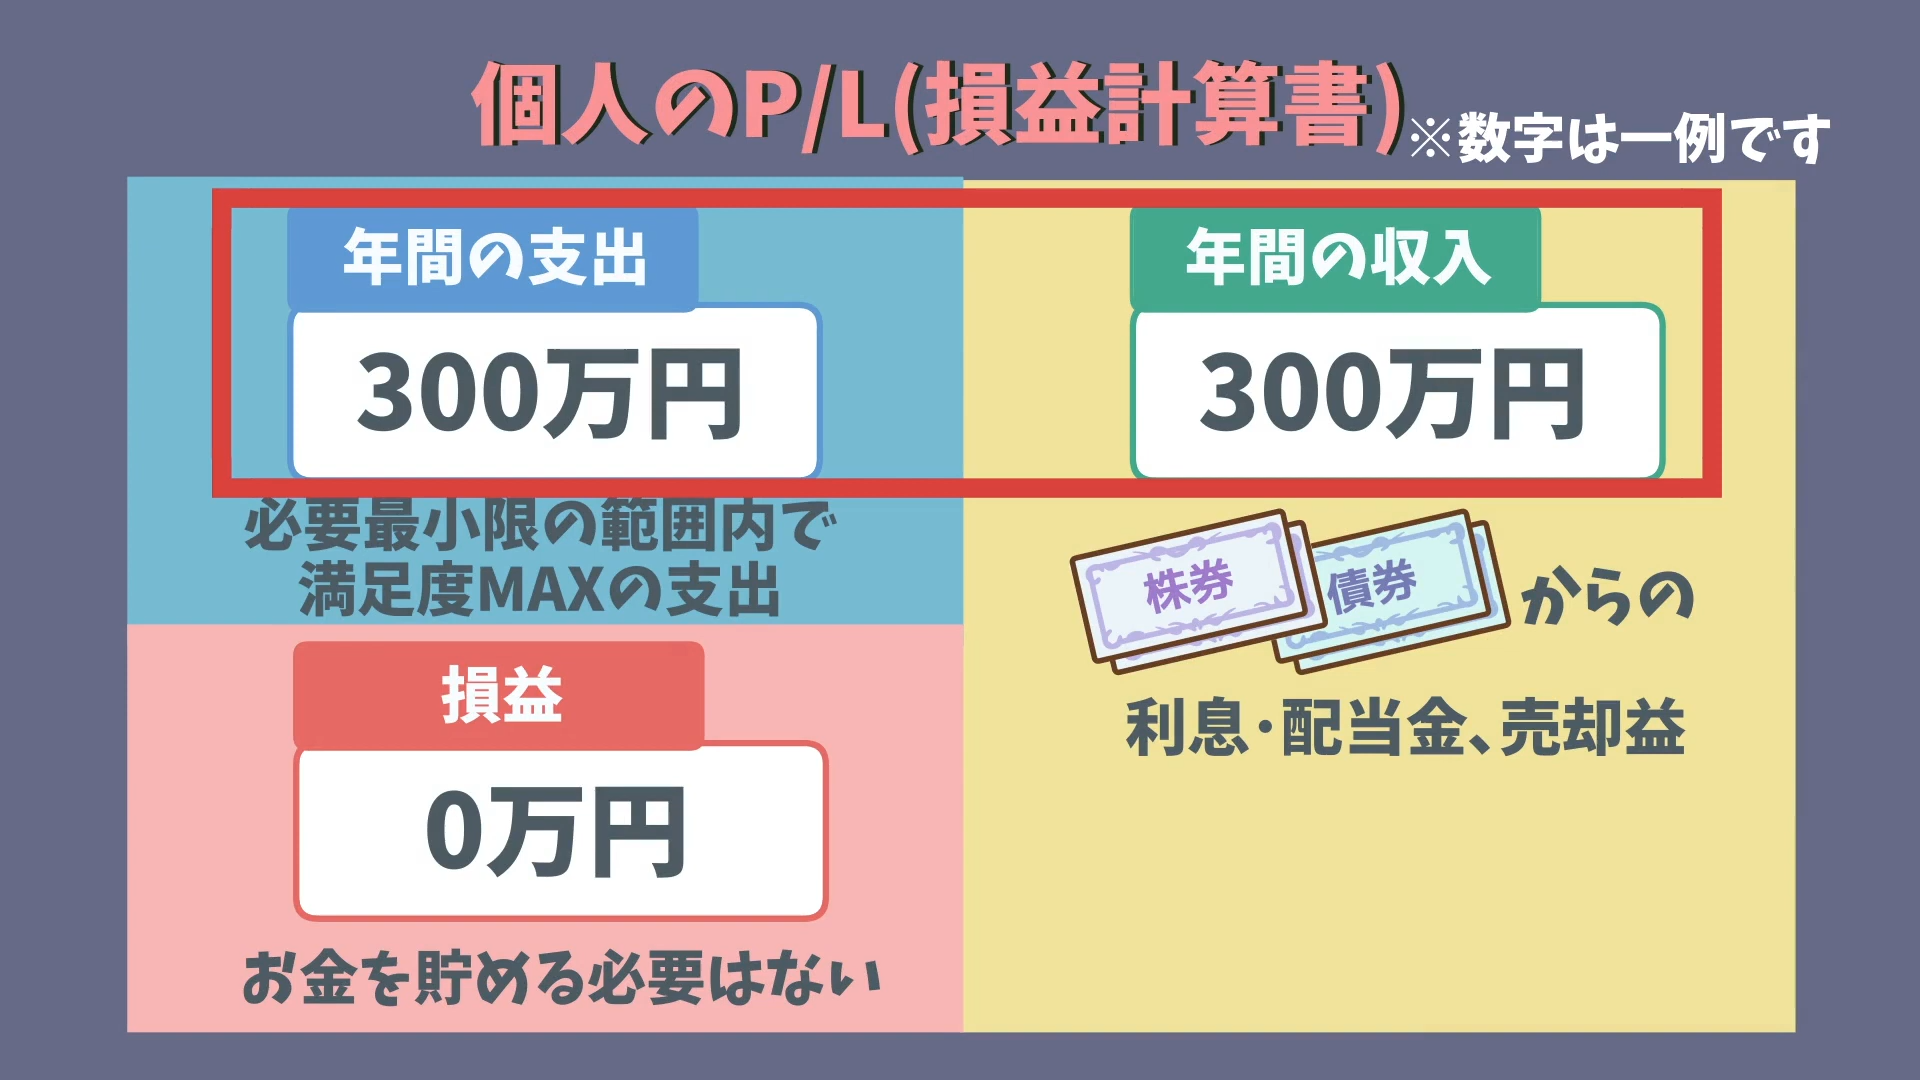 個人のP/L(損益計算書)
※数字は一例です
年間の支出
300万円
必要最小限の範囲内で
満足度MAXの支出
損益
0万円
お金を貯める必要はない
年間の収入
300万円
株券 債券 からの
利息・配当金、売却益